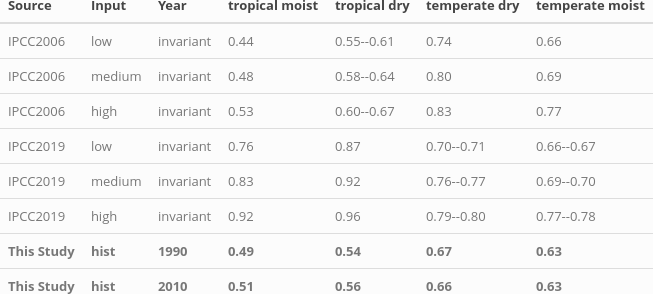 Source Input Year tropical moist tropical dry temperate dry temperate moist
IPCC2006 low invariant 0.44 0.55--0.61 0.74 0.66
IPCC2006 medium invariant 0.48 0.58--0.64 0.80 0.69
IPCC2006 high invariant 0.53 0.60--0.67 0.83 0.77
IPCC2019 low invariant 0.76 0.87 0.70--0.71 0.66--0.67
IPCC2019 medium invariant 0.83 0.92 0.76--0.77 0.69--0.70
IPCC2019 high invariant 0.92 0.96 0.79--0.80 0.77--0.78
This Study hist 1990 0.49 0.54 0.67 0.63
This Study hist 2010 0.51 0.56 0.66 0.63